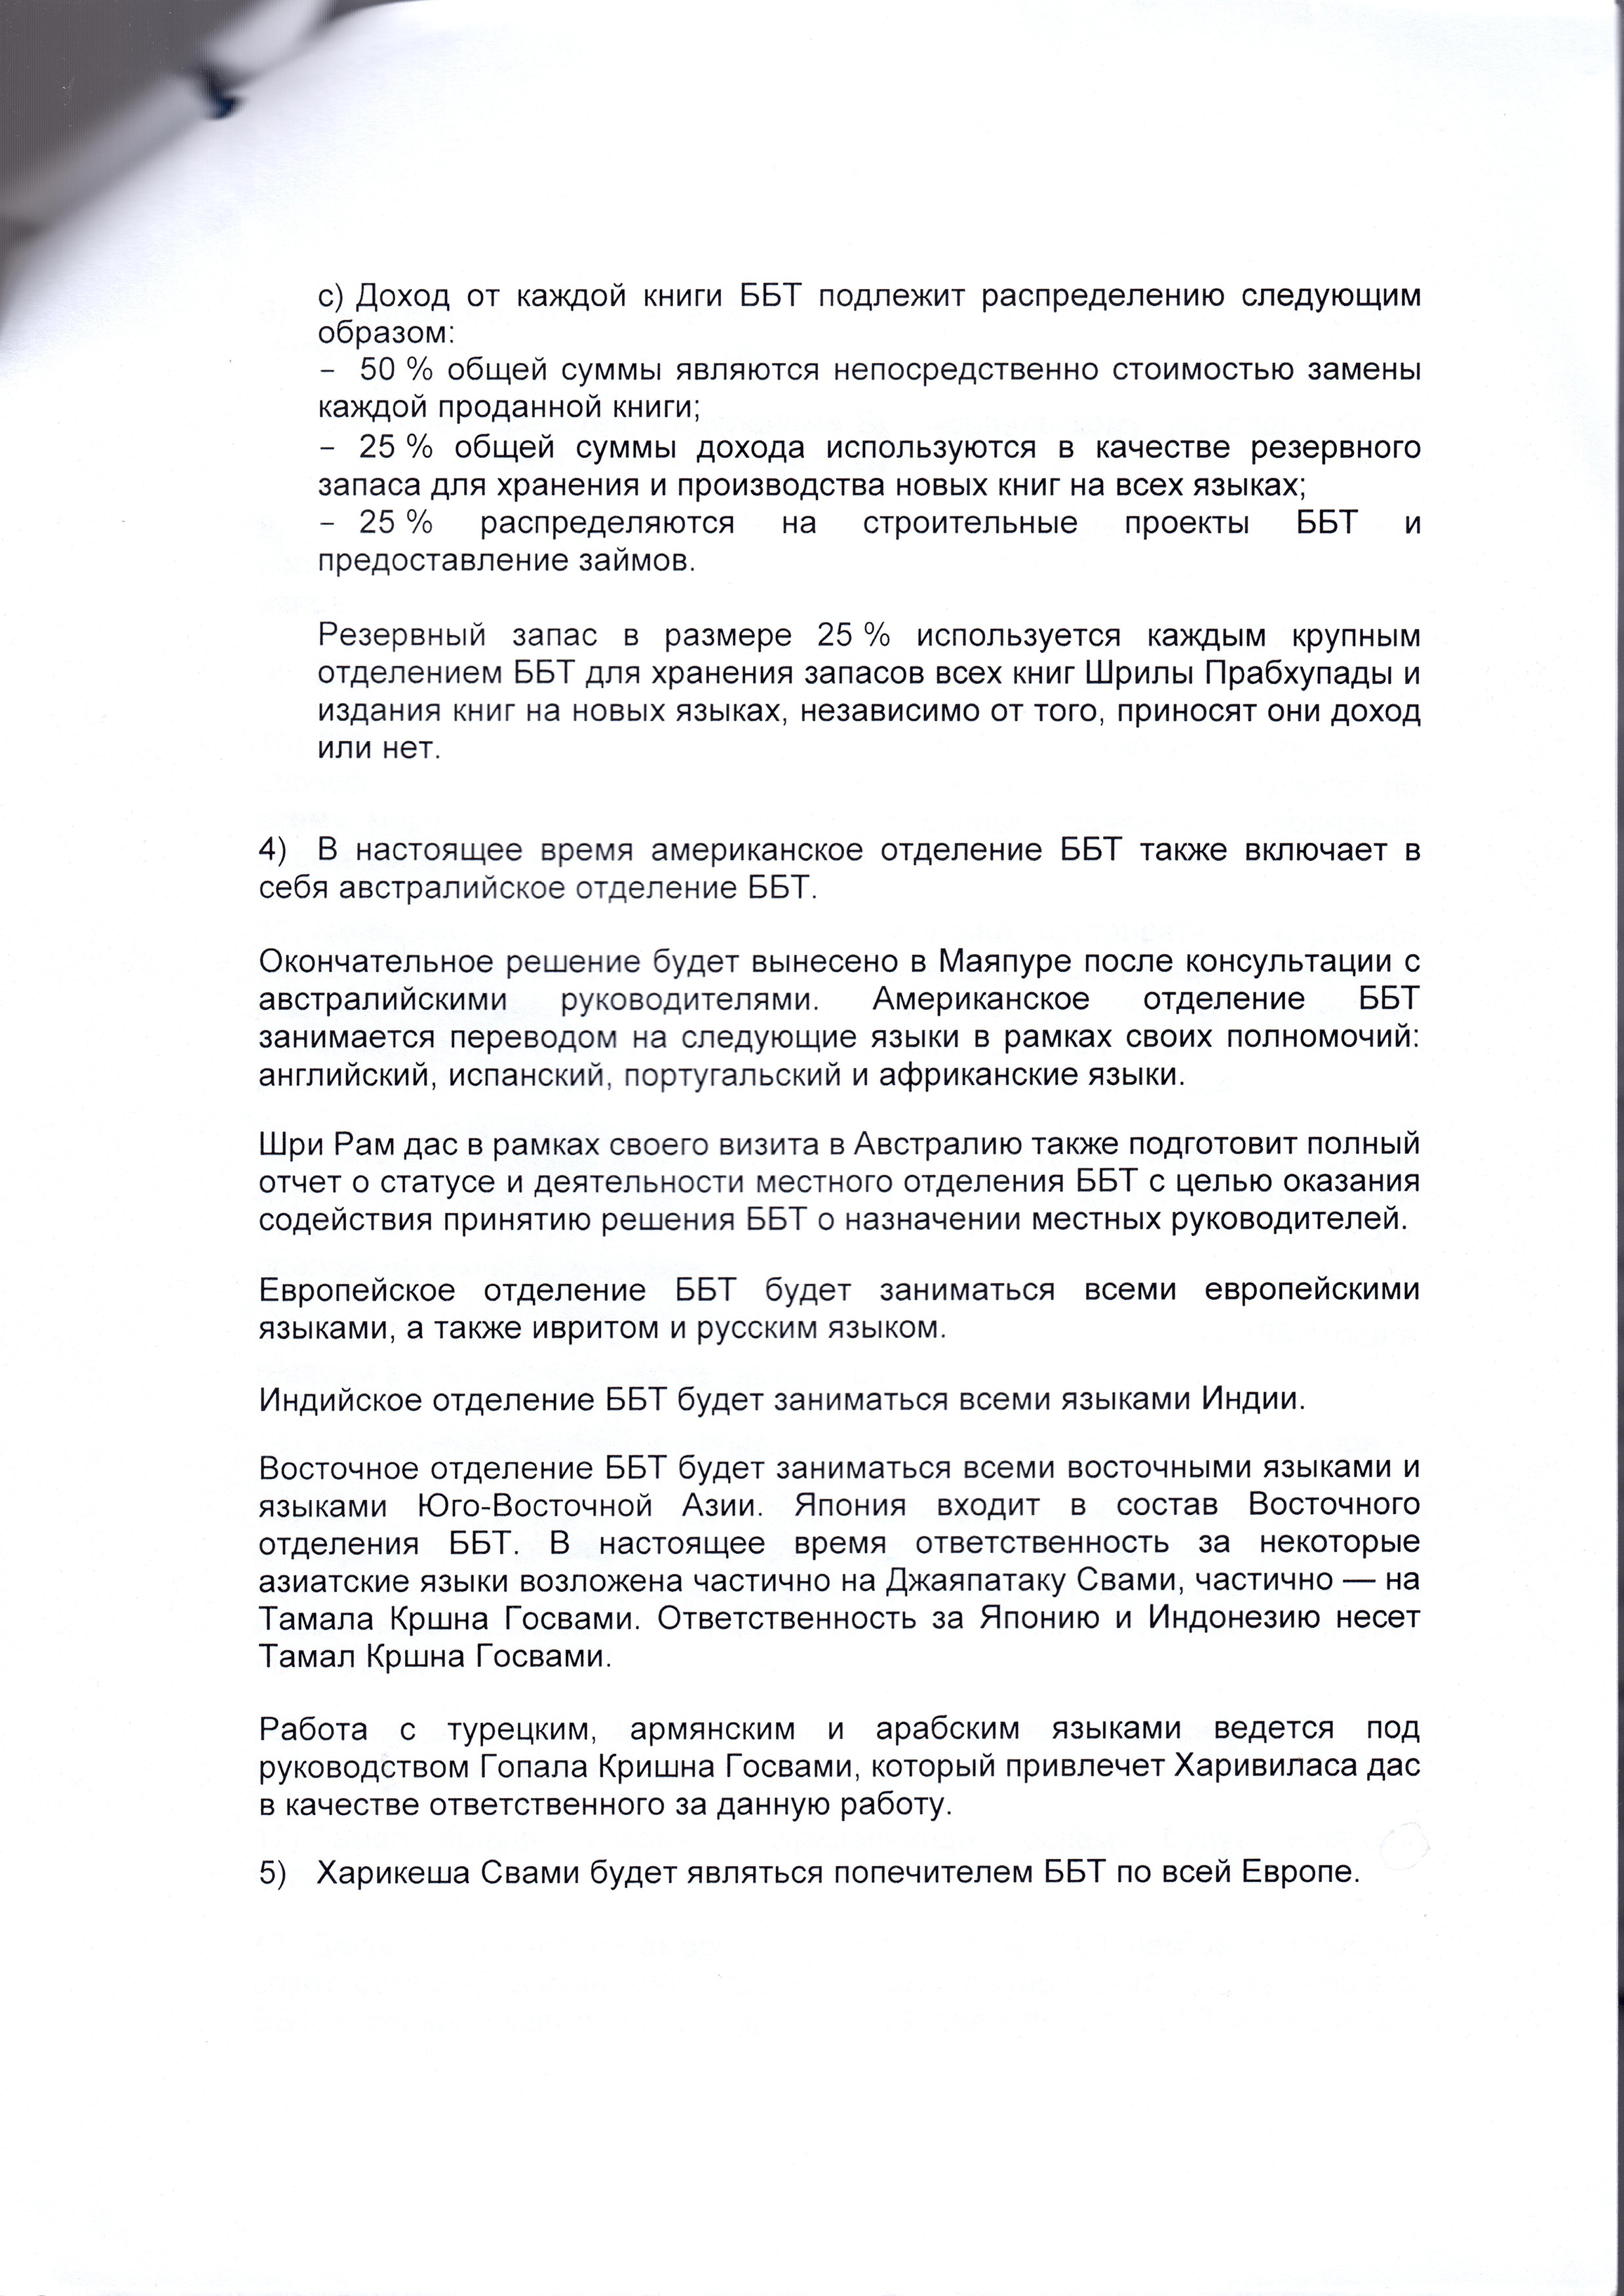 с) Доход от каждой книги ББТ подлежит распределению следующим
образом:
– 50 % общей суммы являются непосредственно стоимостью замены
каждой проданной книги;
– 25 % общей суммы дохода используются в качестве резервного
запаса для хранения и производства новых книг на всех языках;
– 25 % распределяются на строительные проекты ББТ и
предоставление займов.
Резервный запас в размере 25 % используется каждым крупным
отделением ББТ для хранения запасов всех книг Шрилы Прабхупады и
издания книг на новых языках, независимо от того, приносят они доход
или нет.
4) В настоящее время американское отделение ББТ также включает в
себя австралийское отделение ББТ.
Окончательное решение будет вынесено в Маяпуре после консультации с
австралийскими руководителями. Американское отделение ББТ
занимается переводом на следующие языки в рамках своих полномочий:
английский, испанский, португальский и африканские языки.
Шри Рам дас в рамках своего визита в Австралию также подготовит полный
отчет о статусе и деятельности местного отделения ББТ с целью оказания
содействия принятию решения ББТ о назначении местных руководителей.
Европейское отделение ББТ будет заниматься всеми европейскими
языками, а также ивритом и русским языком.
Индийское отделение ББТ будет заниматься всеми языками Индии.
Восточное отделение ББТ будет заниматься всеми восточными языками и
языками Юго-Восточной Азии. Япония входит в состав Восточного
отделения ББТ. В настоящее время ответственность за некоторые
азиатские языки возложена частично на Джаяпатаку Свами, частично — на
Тамала Кршна Госвами. Ответственность за Японию и Индонезию несет
Тамал Кршна Госвами.
Работа с турецким, армянским и арабским языками ведется под
руководством Гопала Кришна Госвами, который привлечет Харивиласа дас
в качестве ответственного за данную работу.
5) Харикеша Свами будет являться попечителем ББТ по всей Европе.